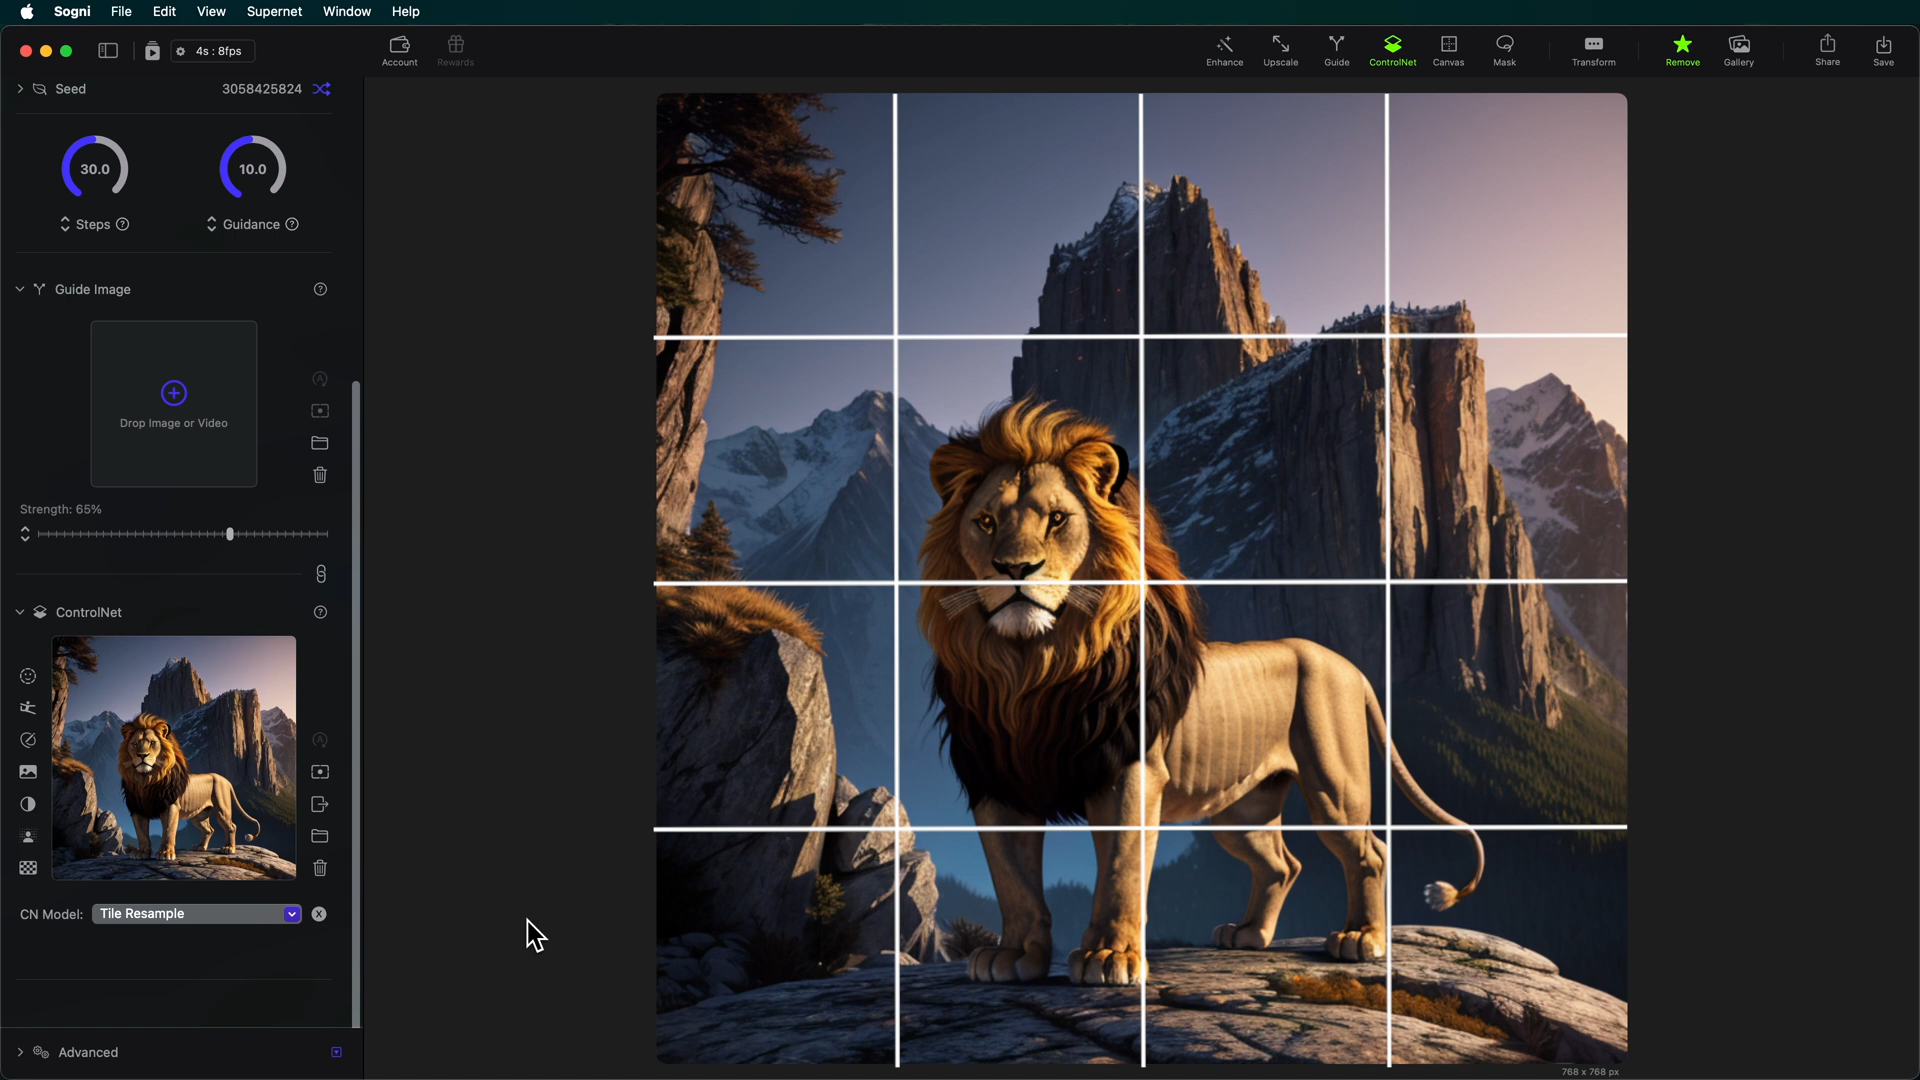 Sogni File Edit View Supernet Window Help
4s : 8fps
Account
Rewards
Enhance
Upscale
Guide
ControlNet
Canvas
Mask
Transform
Remove
Gallery
Share
Save
Seed 3058425824
30.0 10.0
Steps ? Guidance ?
Guide Image ?
Drop Image or Video
Strength: 65%
ControlNet ?
CN Model: Tile Resample
Advanced
768 x 768 px